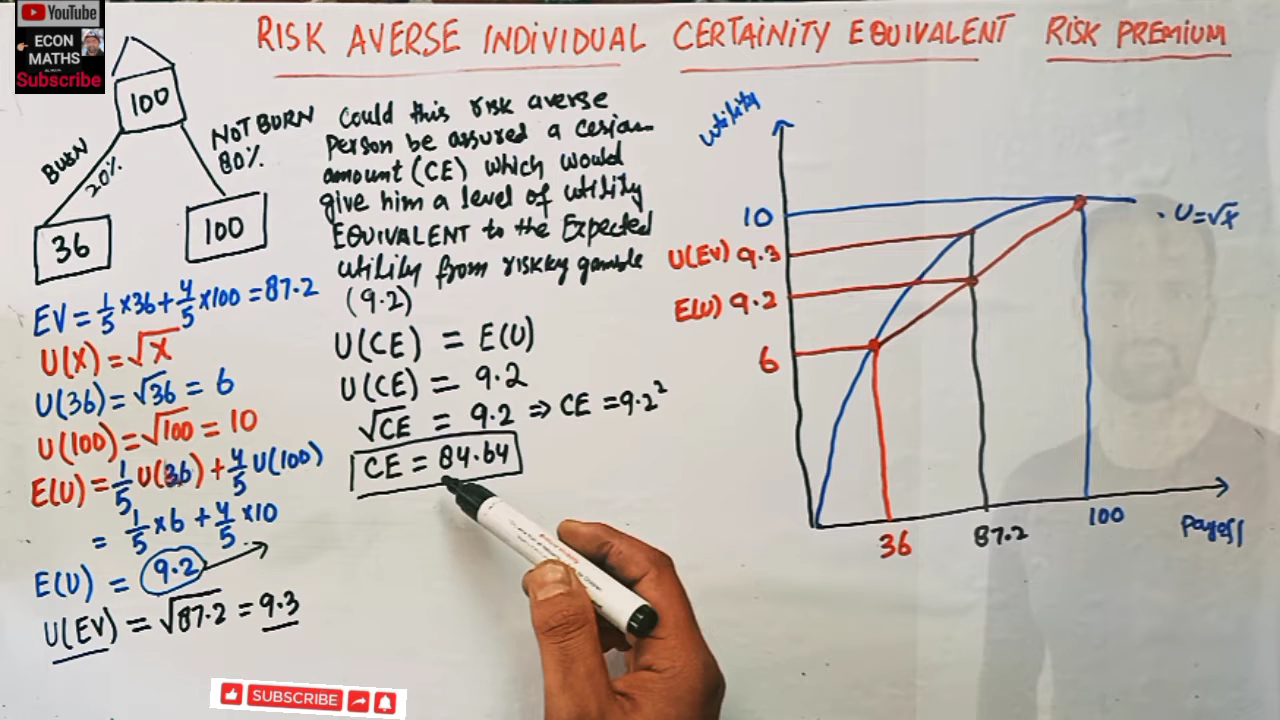 YouTube
ECON
MATHS
Subscribe
RISK AVERSE INDIVIDUAL CERTAINITY EQUIVALENT RISK PREMIUM
100
BURN
20%
NOT BURN
80%
36
100
EV = 1/5 × 36 + 4/5 × 100 = 87.2
U(X) = √X
U(36) = √36 = 6
U(100) = √100 = 10
E(U) = 1/5 U(36) + 4/5 U(100)
= 1/5 × 6 + 4/5 × 10
E(U) = 9.2
U(EV) = √87.2 = 9.3
Could this risk averse
Person be assured a
amount (CE) which would
give him a level of utility
EQUIVALENT to the Expected
utility from riskky gamble
(9.2)
U(CE) = E(U)
U(CE) = 9.2
√CE = 9.2 ⇒ CE = 9.2²
CE = 84.64
utility
10
U(EV) 9.3
E(U) 9.2
6
U=√x
36
87.2
100
payoff
SUBSCRIBE